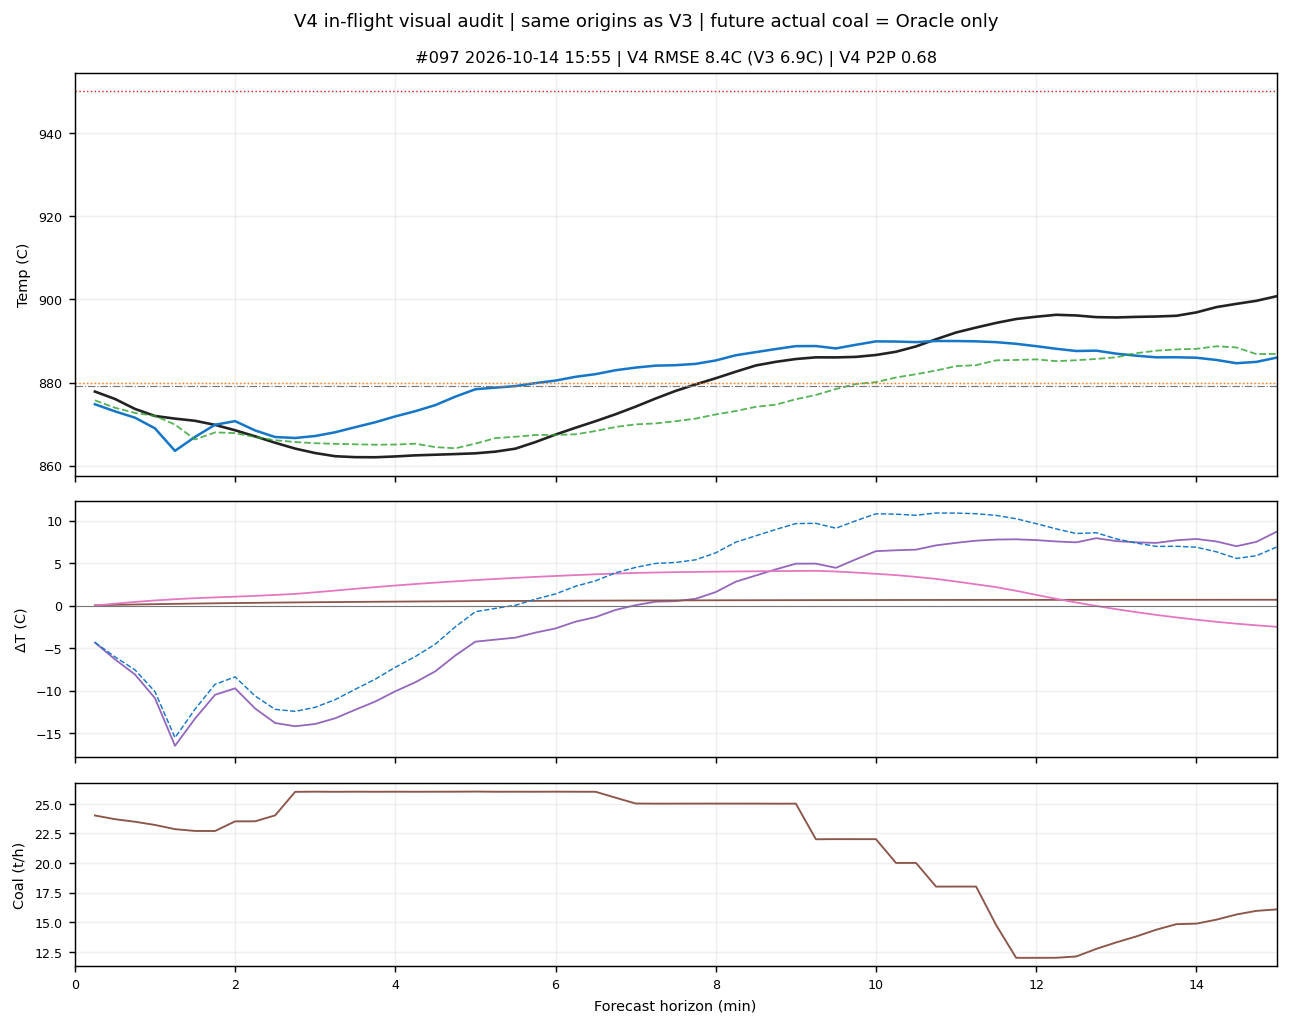 V4 in-flight visual audit | same origins as V3 | future actual coal = Oracle only
#097 2026-10-14 15:55 | V4 RMSE 8.4C (V3 6.9C) | V4 P2P 0.68
Temp (C)
940
920
900
880
860
ΔT (C)
10
5
0
−5
−10
−15
Coal (t/h)
25.0
22.5
20.0
17.5
15.0
12.5
0 2 4 6 8 10 12 14
Forecast horizon (min)